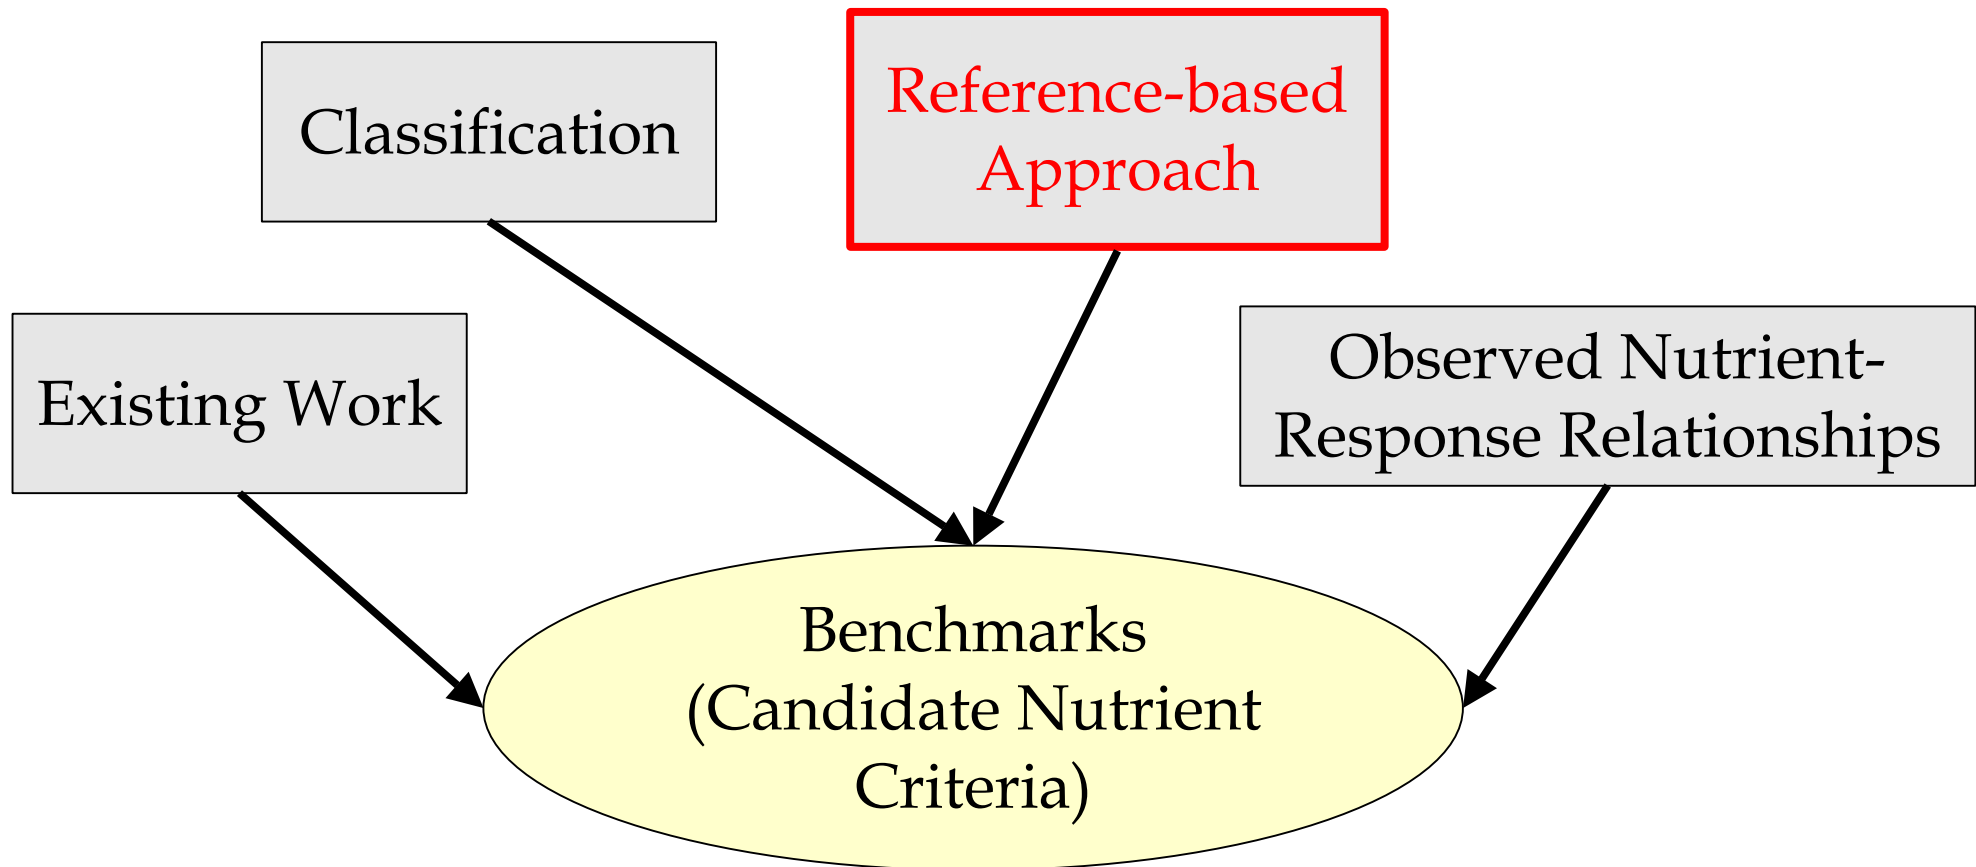 Classification
Reference-based
Approach
Existing Work
Observed Nutrient-
Response Relationships
Benchmarks
(Candidate Nutrient
Criteria)